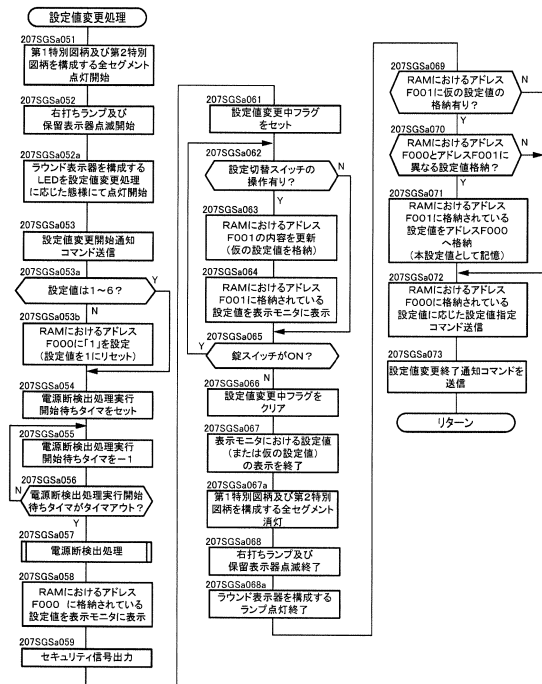 設定値変更処理
207SGSa051
第1特別図柄及び第2特別
図柄を構成する全セグメント
点灯開始
207SGSa052
右打ちランプ及び
保留表示器点滅開始
207SGSa052a
ラウンド表示器を構成する
LEDを設定値変更処理
に応じた態様にて点灯開始
207SGSa053
設定値変更開始通知
コマンド送信
207SGSa053a
設定値は1~6?
Y
N
207SGSa053b
RAMにおけるアドレス
F000に「1」を設定
(設定値を1にリセット)
207SGSa054
電源断検出処理実行
開始待ちタイマをセット
207SGSa055
電源断検出処理実行
開始待ちタイマを-1
207SGSa056
電源断検出処理実行開始
待ちタイマがタイムアウト?
N
Y
207SGSa057
電源断検出処理
207SGSa058
RAMにおけるアドレス
F000 に格納されている
設定値を表示モニタに表示
207SGSa059
セキュリティ信号出力
207SGSa061
設定値変更中フラグ
をセット
207SGSa062
設定切替スイッチの
操作有り?
N
Y
207SGSa063
RAMにおけるアドレス
F001の内容を更新
(仮の設定値を格納)
207SGSa064
RAMにおけるアドレス
F001に格納されている
設定値を表示モニタに表示
207SGSa065
錠スイッチがON?
Y
N
207SGSa066
設定値変更中フラグを
クリア
207SGSa067
表示モニタにおける設定値
(または仮の設定値)
の表示を終了
207SGSa067a
第1特別図柄及び第2特別
図柄を構成する全セグメント
消灯
207SGSa068
右打ちランプ及び
保留表示器点滅終了
207SGSa068a
ラウンド表示器を構成する
ランプ点灯終了
207SGSa069
RAMにおけるアドレス
F001に仮の設定値の
格納有り?
N
Y
207SGSa070
RAMにおけるアドレス
F000とアドレスF001に
異なる設定値格納?
N
Y
207SGSa071
RAMにおけるアドレス
F001に格納されている
設定値をアドレスF000
へ格納
(本設定値として記憶)
207SGSa072
RAMにおけるアドレス
F000に格納された設定
値に応じた設定値指定
コマンド送信
207SGSa073
設定値変更終了通知コマンドを
送信
リターン